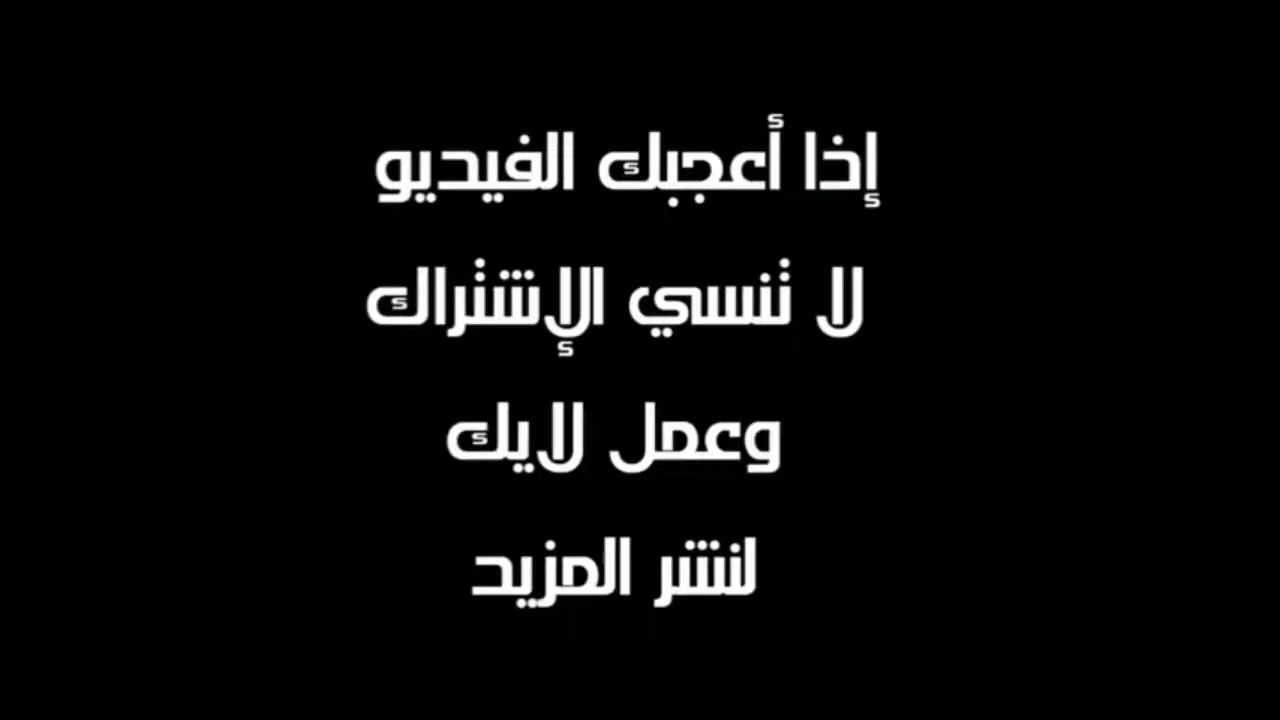 إذا أعجبك الفيديو
لا تنسي الإشتراك
وعمل لايك
لنشر المزيد